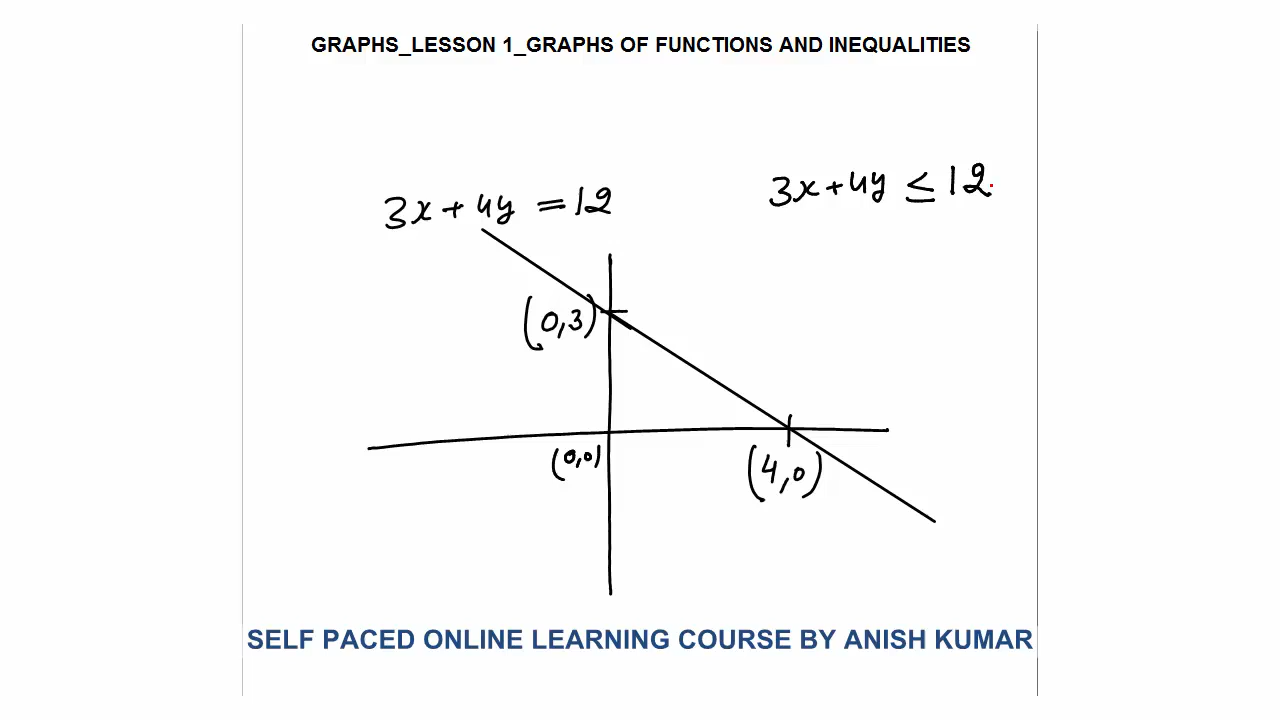 GRAPHS_LESSON 1_GRAPHS OF FUNCTIONS AND INEQUALITIES
3x+4y ≤ 12
3x+4y = 12
(0,3)
(0,0)
(4,0)
SELF PACED ONLINE LEARNING COURSE BY ANISH KUMAR